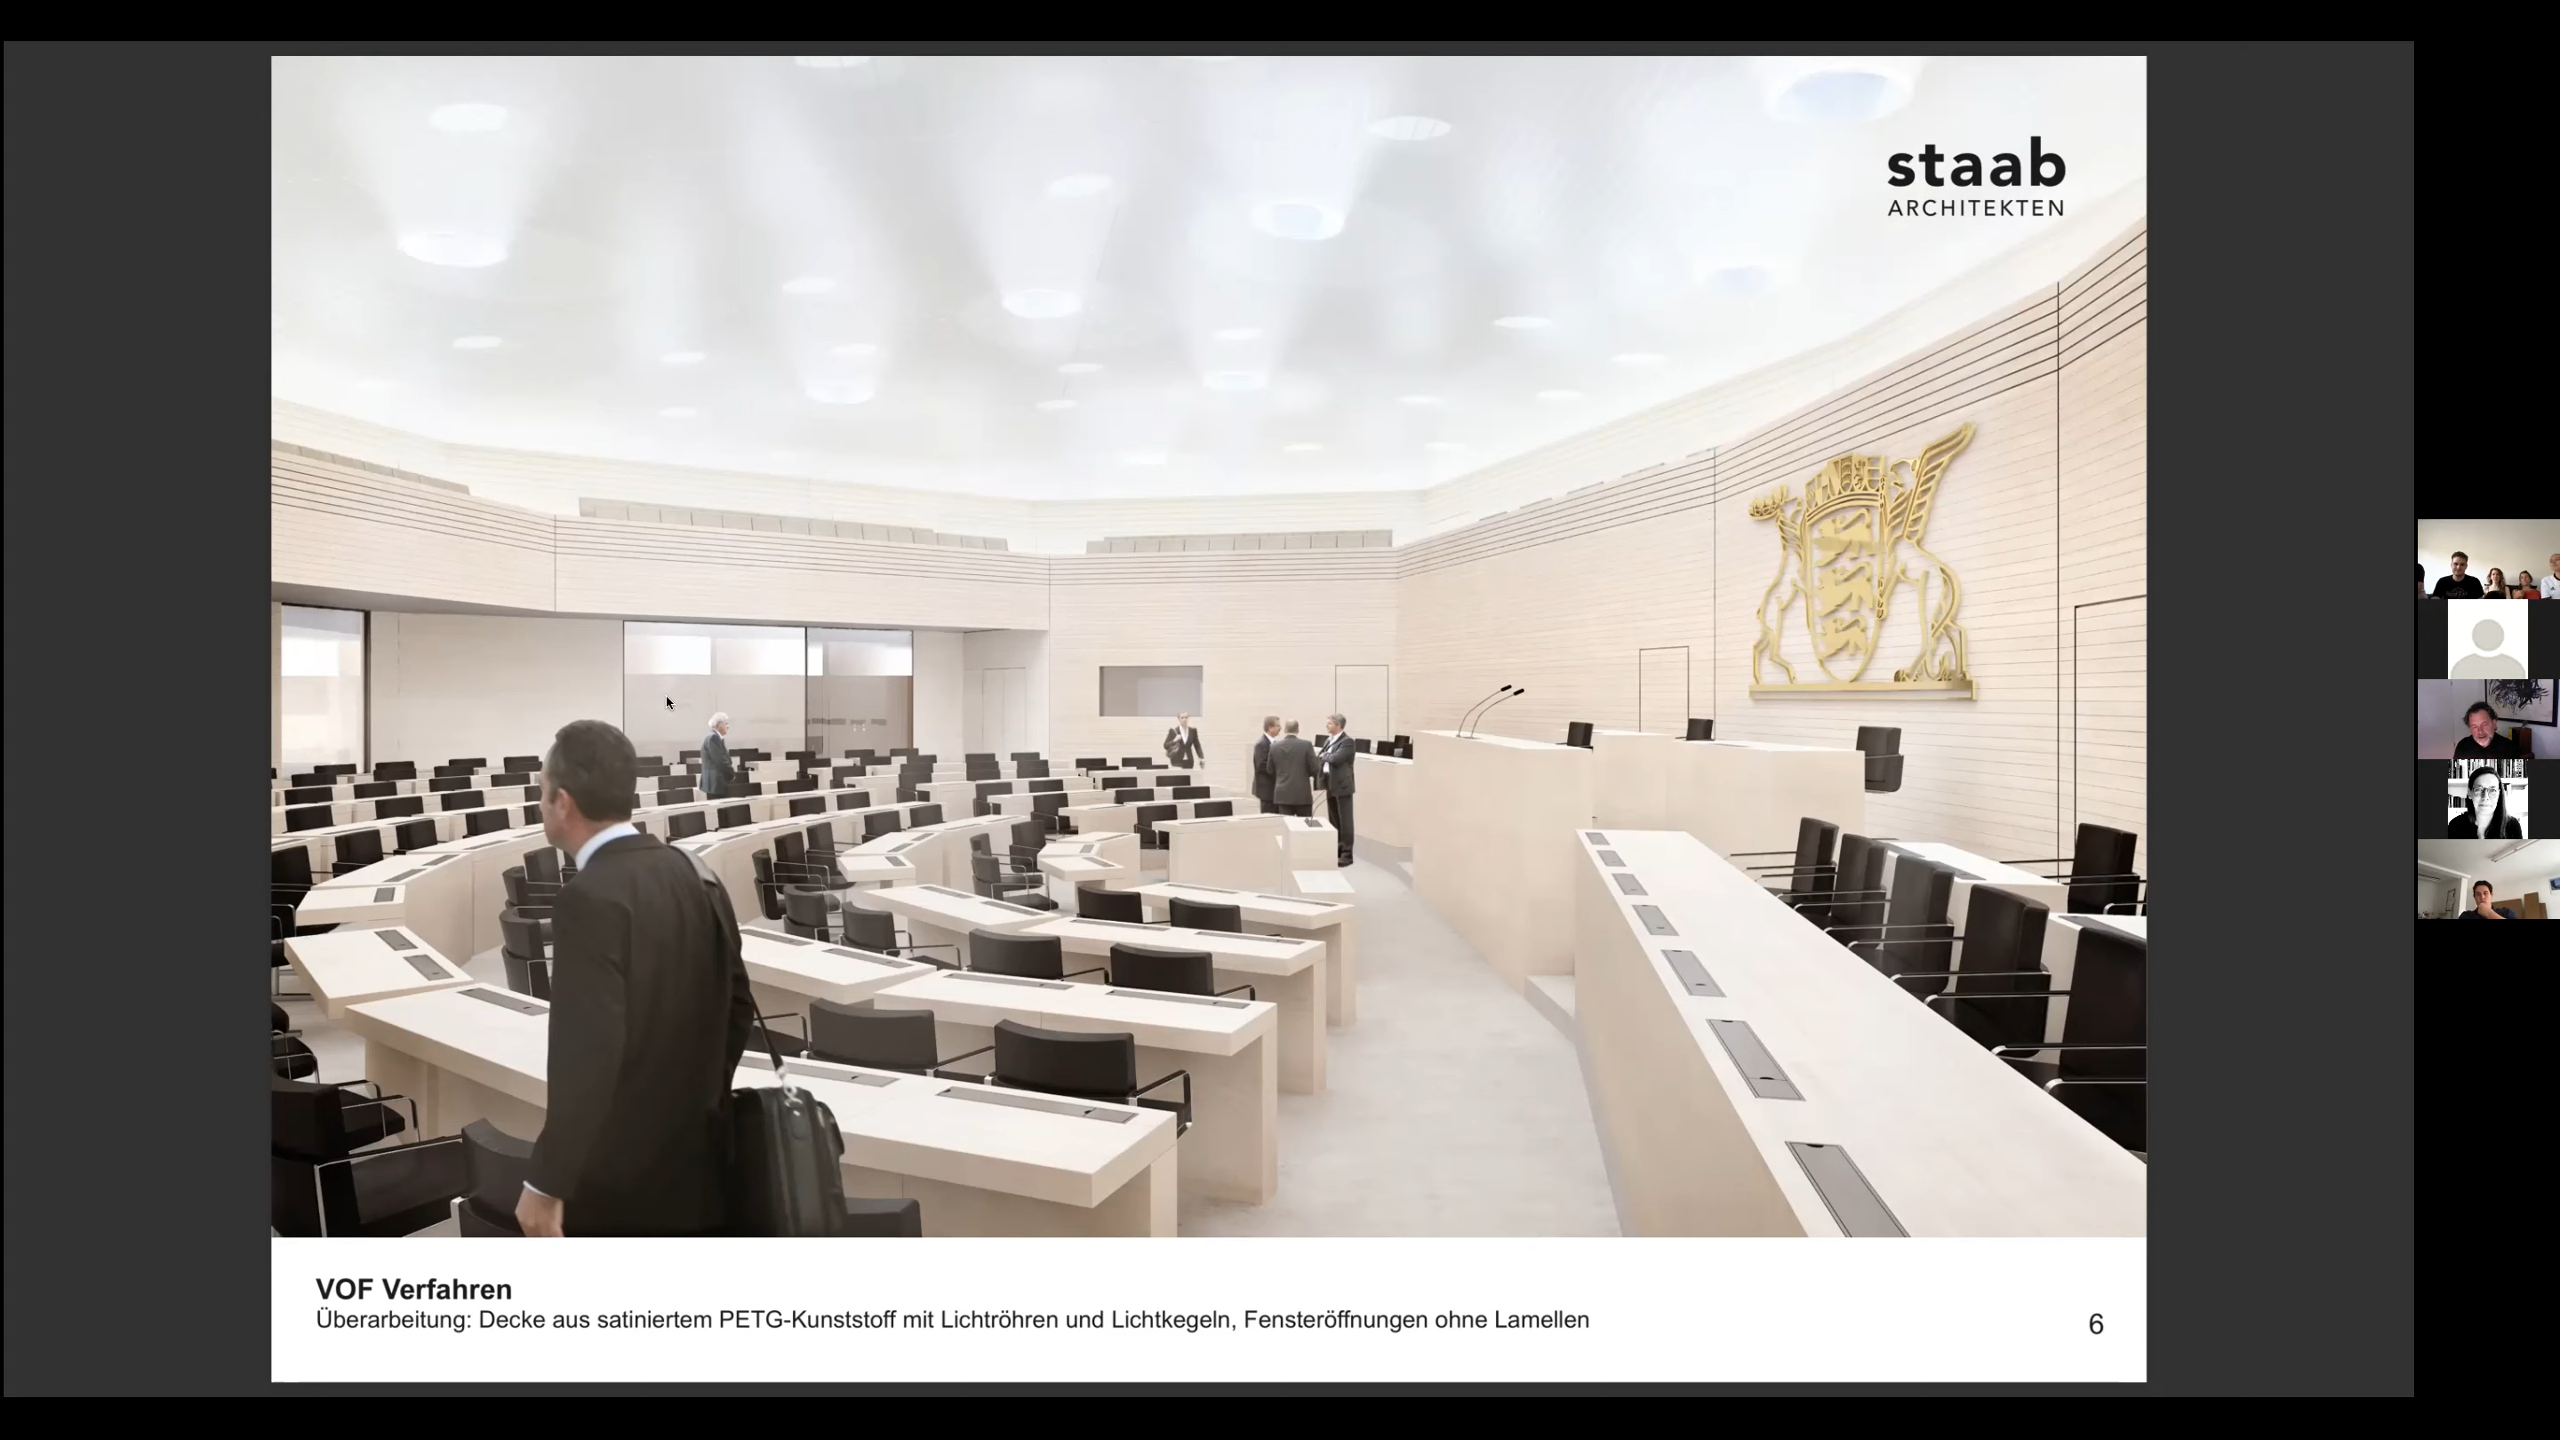 staab
ARCHITEKTEN
VOF Verfahren
Überarbeitung: Decke aus satiniertem PETG-Kunststoff mit Lichtröhren und Lichtkegeln, Fensteröffnungen ohne Lamellen
6